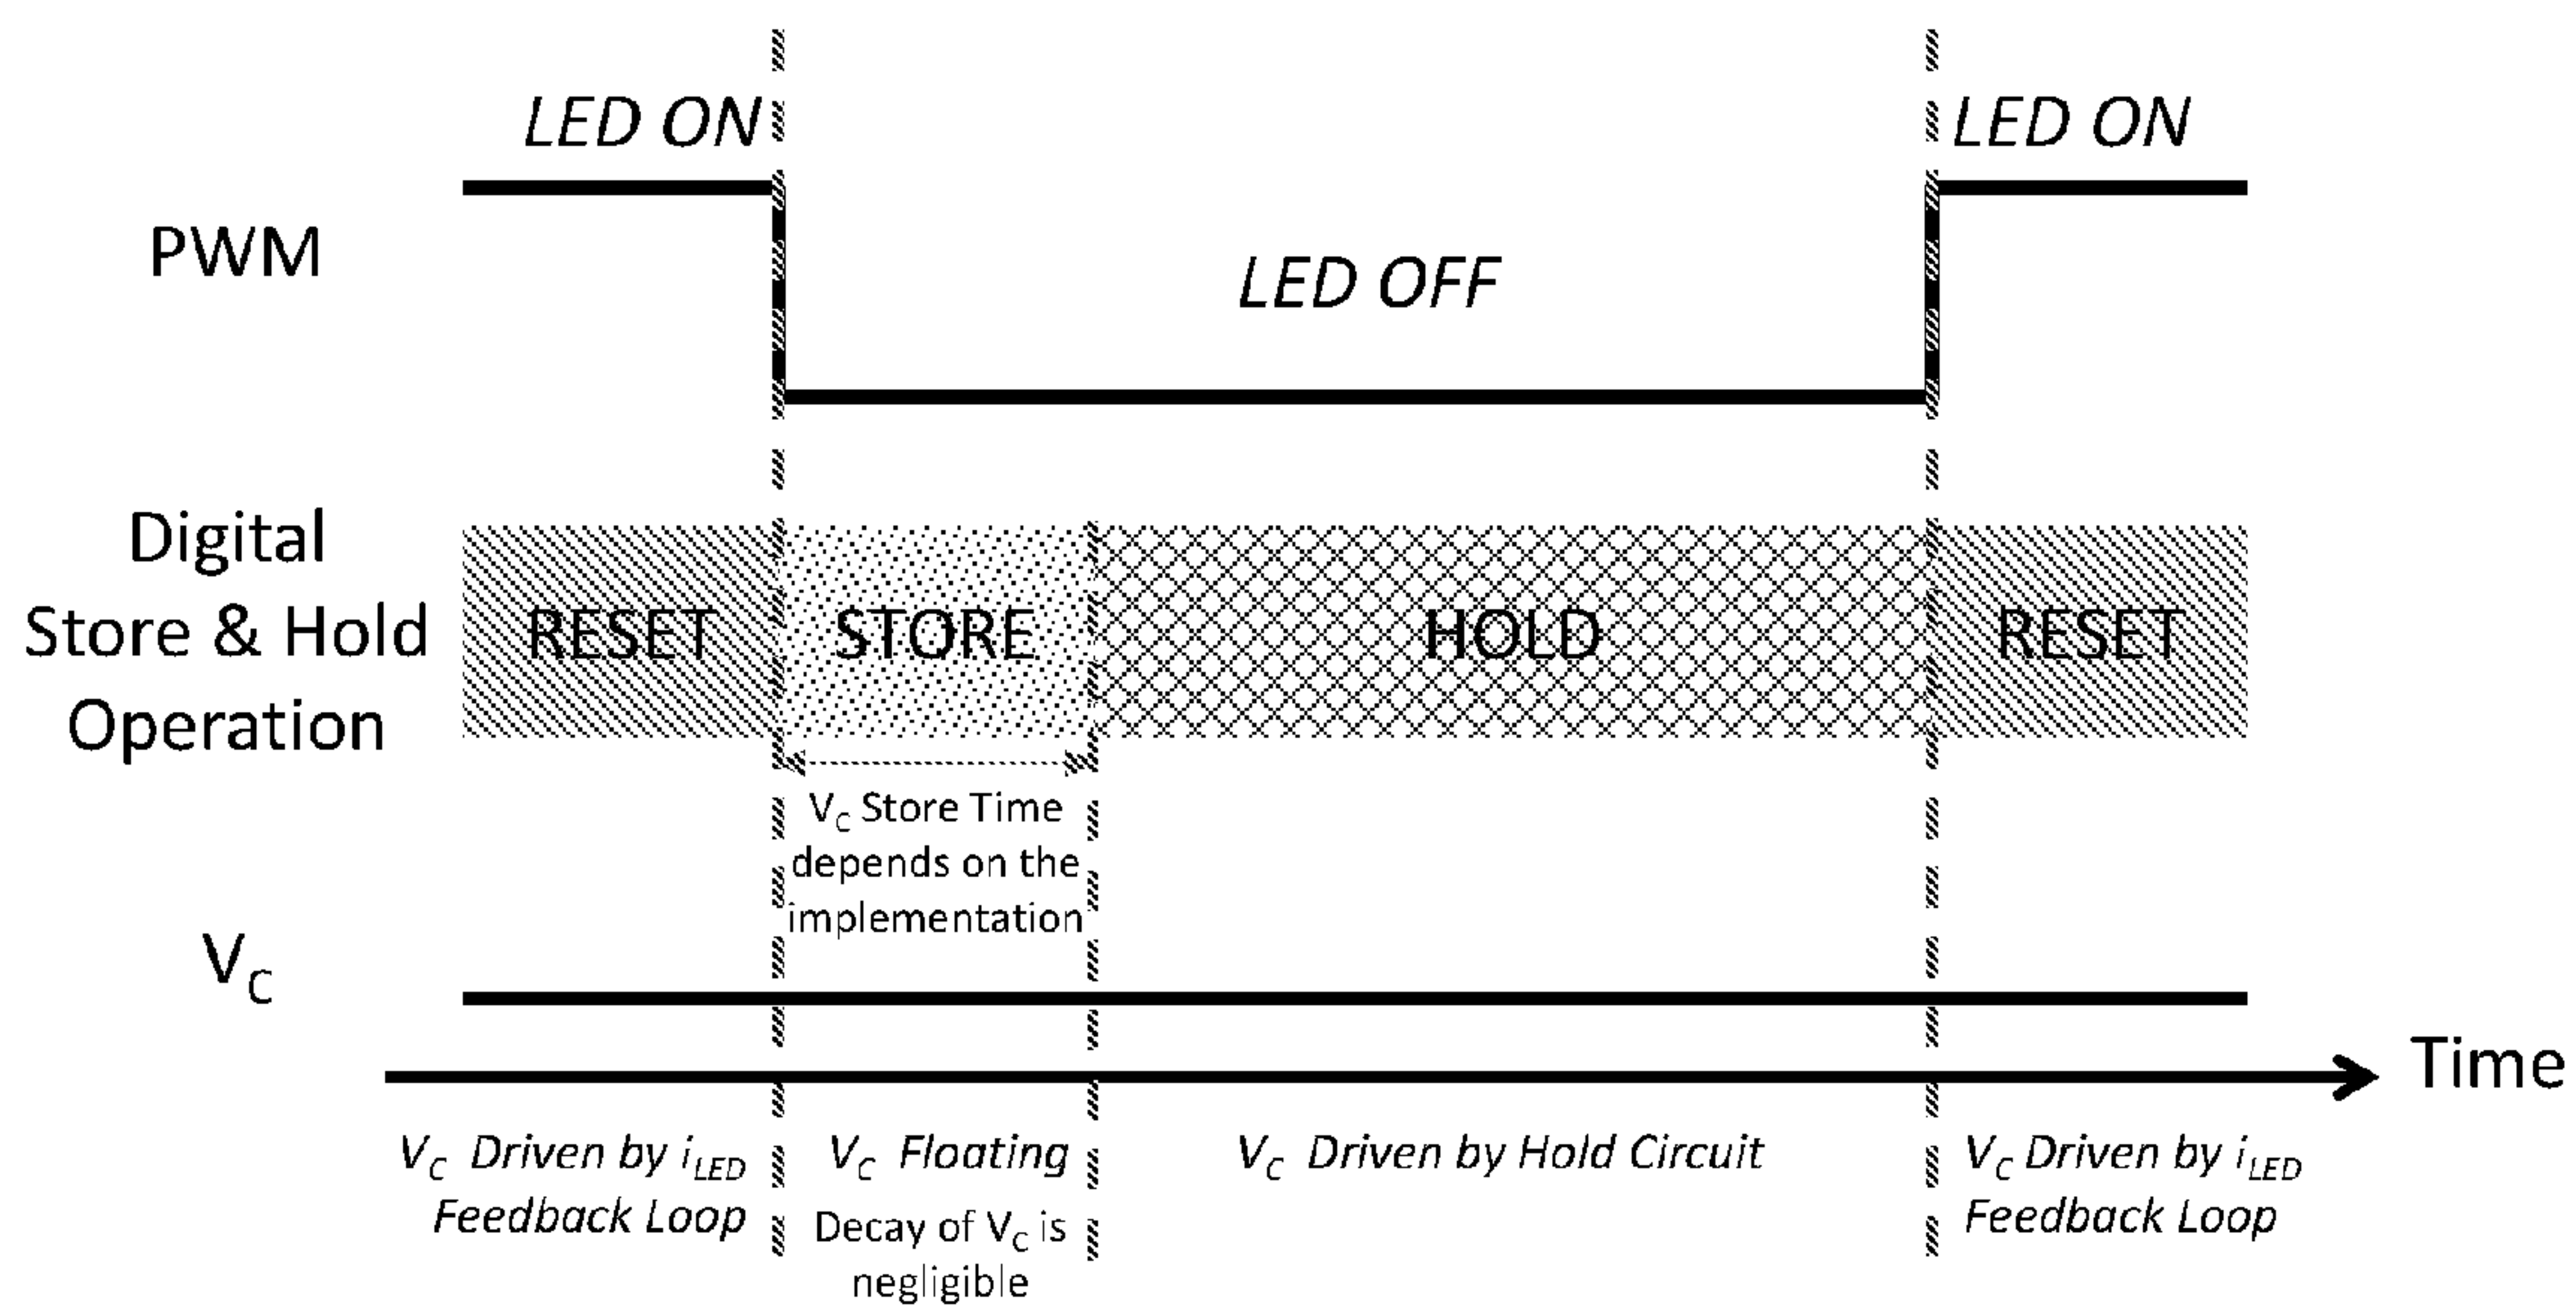 LED ON
LED ON
PWM
LED OFF
Digital
Store & Hold
Operation
RESET
STORE
HOLD
RESET
V_C Store Time
depends on the
implementation
V_C
Time
V_C Driven by i_LED
Feedback Loop
V_C Floating
Decay of V_C is
negligible
V_C Driven by Hold Circuit
V_C Driven by i_LED
Feedback Loop